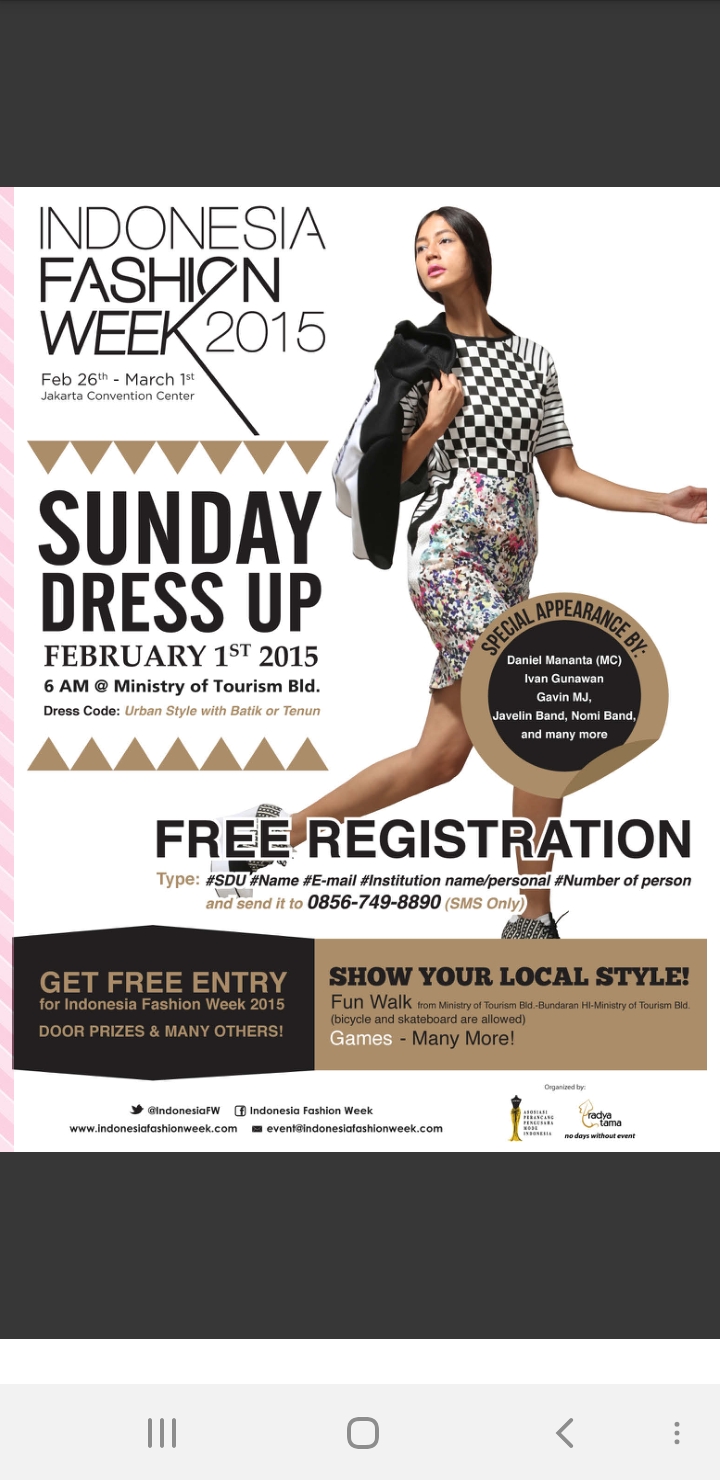 INDONESIA
FASHION
WEEK 2015
Feb 26th - March 1st
Jakarta Convention Center
SUNDAY
DRESS UP
FEBRUARY 1ST 2015
6 AM @ Ministry of Tourism Bld.
Dress Code: Urban Style with Batik or Tenun
SPECIAL APPEARANCE BY:
Daniel Mananta (MC)
Ivan Gunawan
Gavin MJ,
Javelin Band, Nomi Band,
and many more
FREE REGISTRATION
Type: #SDU #Name #E-mail #Institution name/personal #Number of person
and send it to 0856-749-8890 (SMS Only)
GET FREE ENTRY
for Indonesia Fashion Week 2015
DOOR PRIZES & MANY OTHERS!
SHOW YOUR LOCAL STYLE!
Fun Walk from Ministry of Tourism Bld.-Bundaran HI-Ministry of Tourism Bld.
(bicycle and skateboard are allowed)
Games - Many More!
Organized by:
@IndonesiaFW Indonesia Fashion Week
www.indonesiafashionweek.com event@indonesiafashionweek.com
ASOSIASI
PERANCANG
PENGUSAHA
MODE
INDONESIA
radya
tama
no days without event